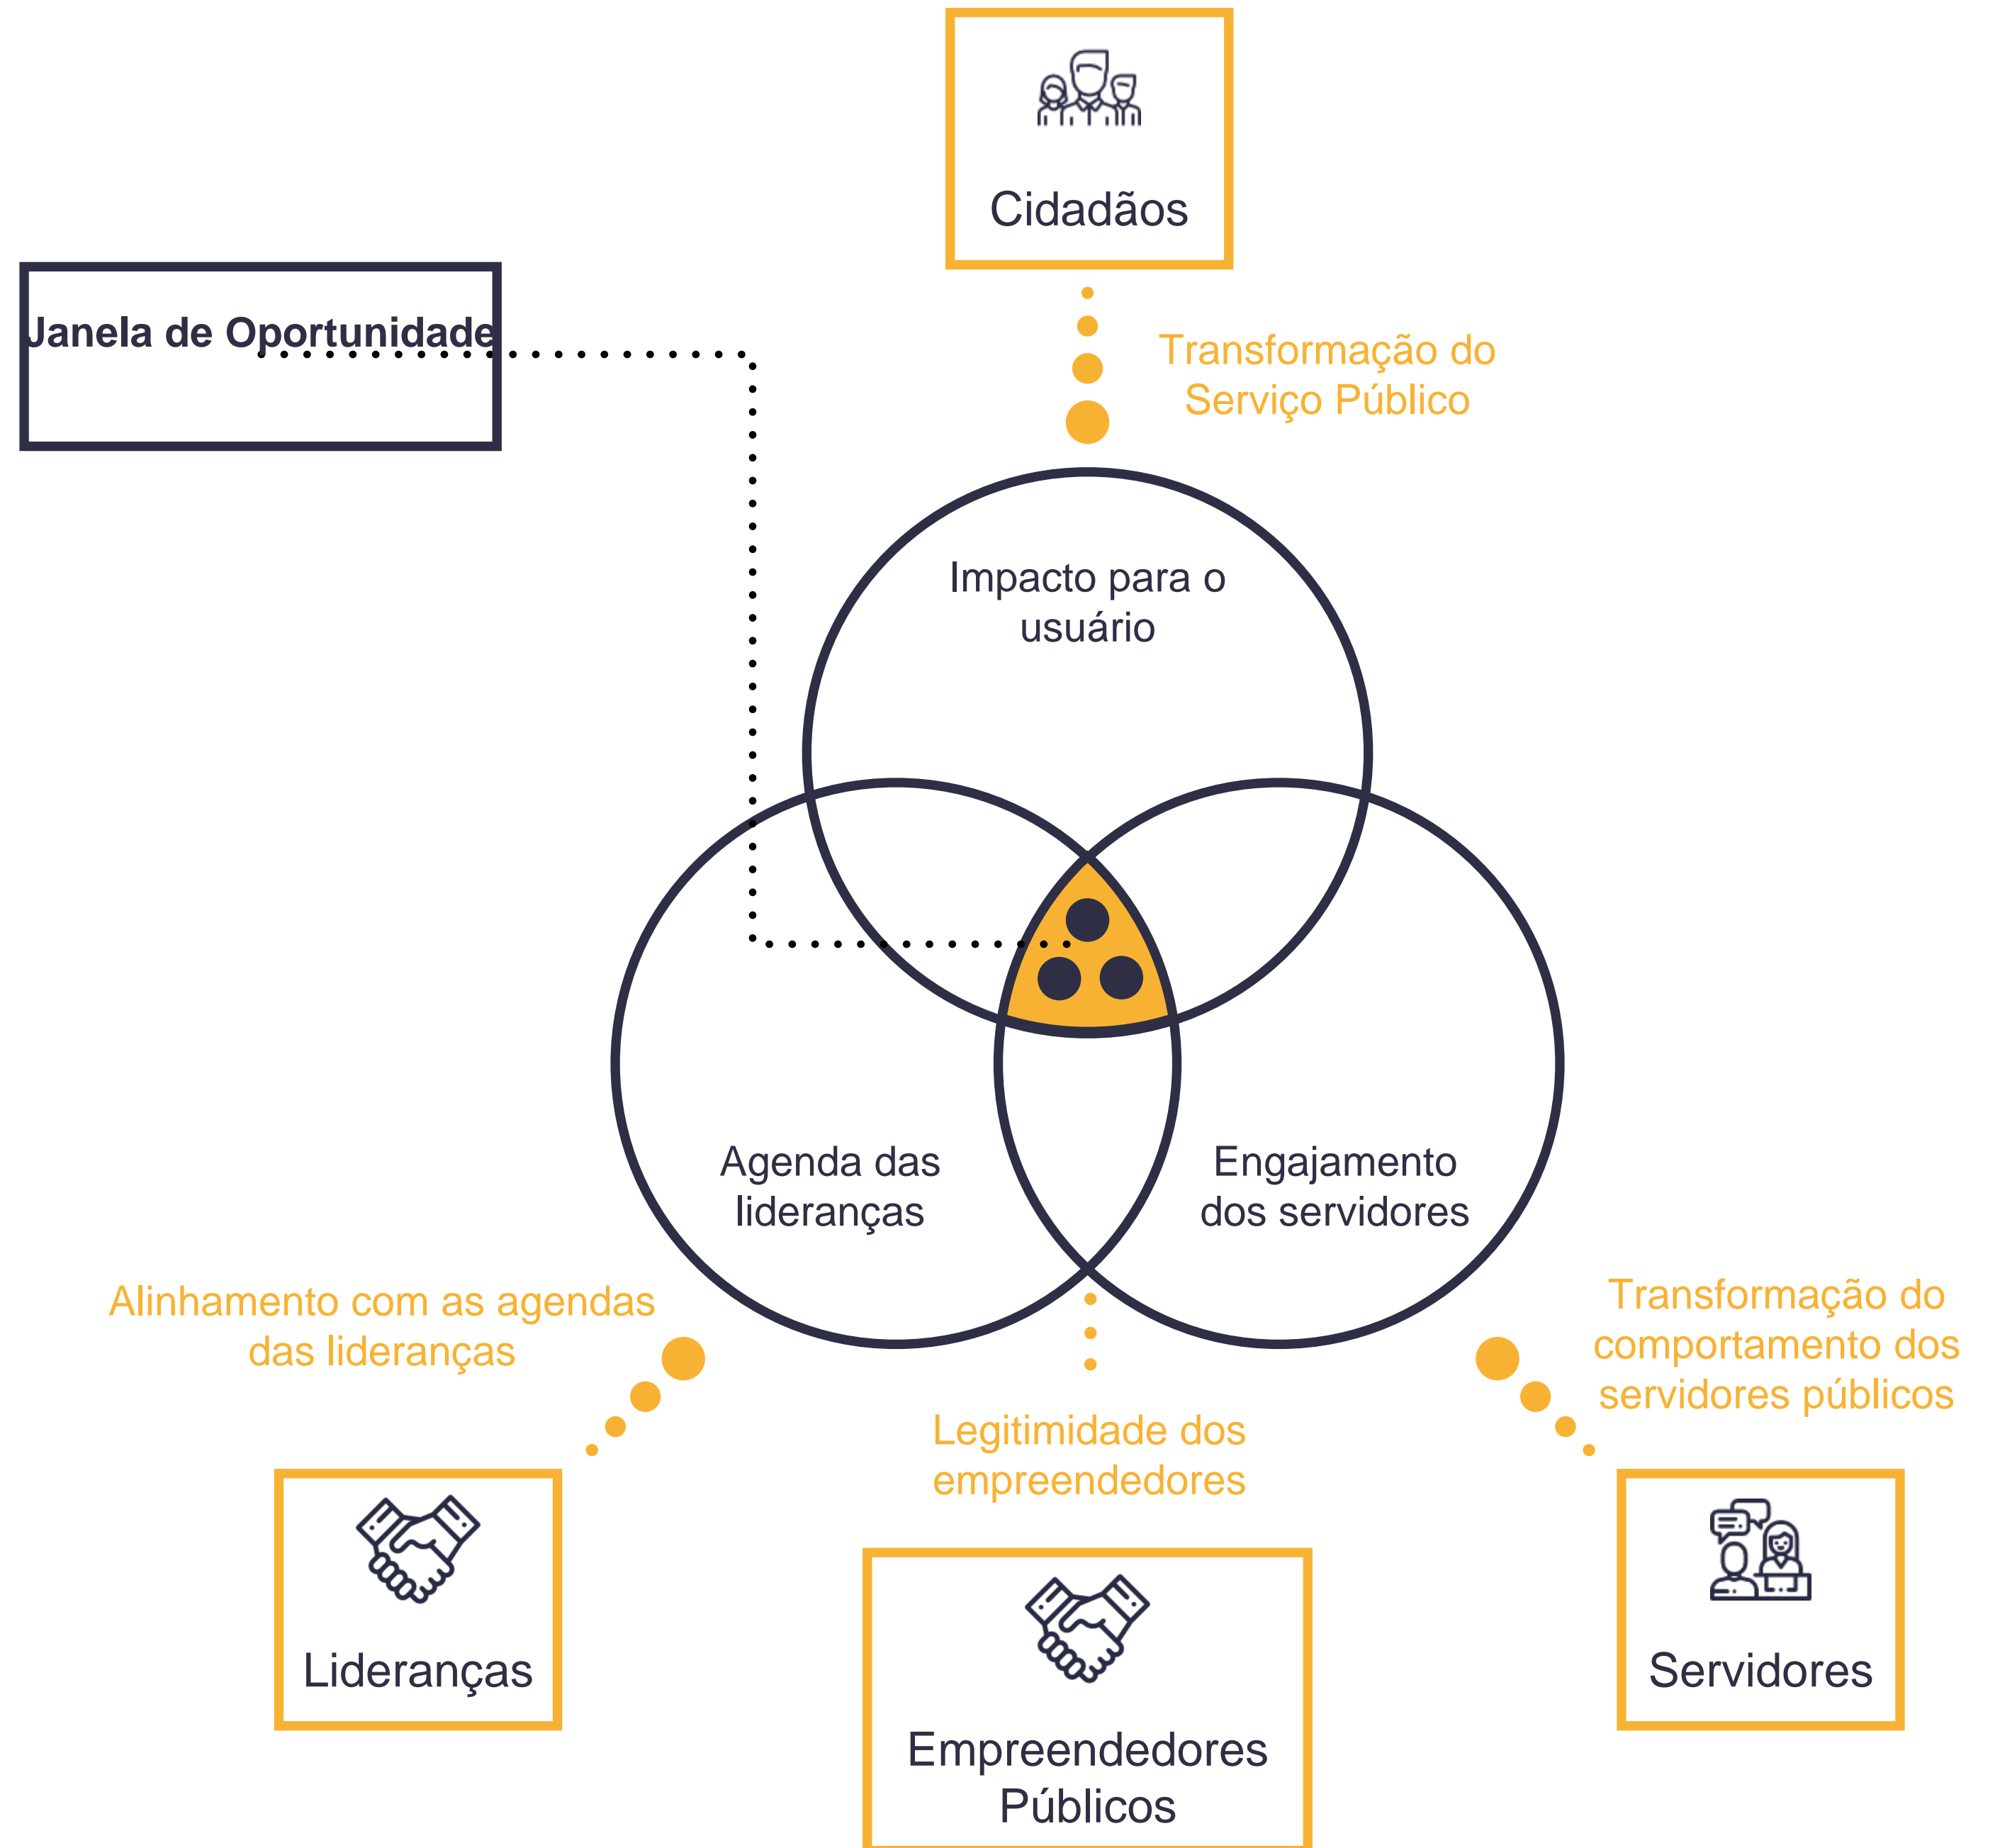 Cidadãos
Janela de Oportunidade
Transformação do
Serviço Público
Impacto para o
usuário
Agenda das
lideranças
Engajamento
dos servidores
Alinhamento com as agendas
das lideranças
Transformação do
comportamento dos
servidores públicos
Legitimidade dos
empreendedores
Lideranças
Servidores
Empreendedores
Públicos